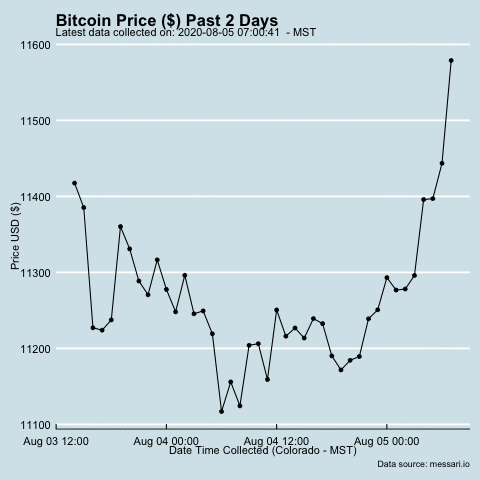 Bitcoin Price ($) Past 2 Days
Latest data collected on: 2020-08-05 07:00:41  - MST
11600
11500
11400
11300
11200
11100
Price USD ($)
Aug 03 12:00 Aug 04 00:00 Aug 04 12:00 Aug 05 00:00
Date Time Collected (Colorado - MST)
Data source: messari.io